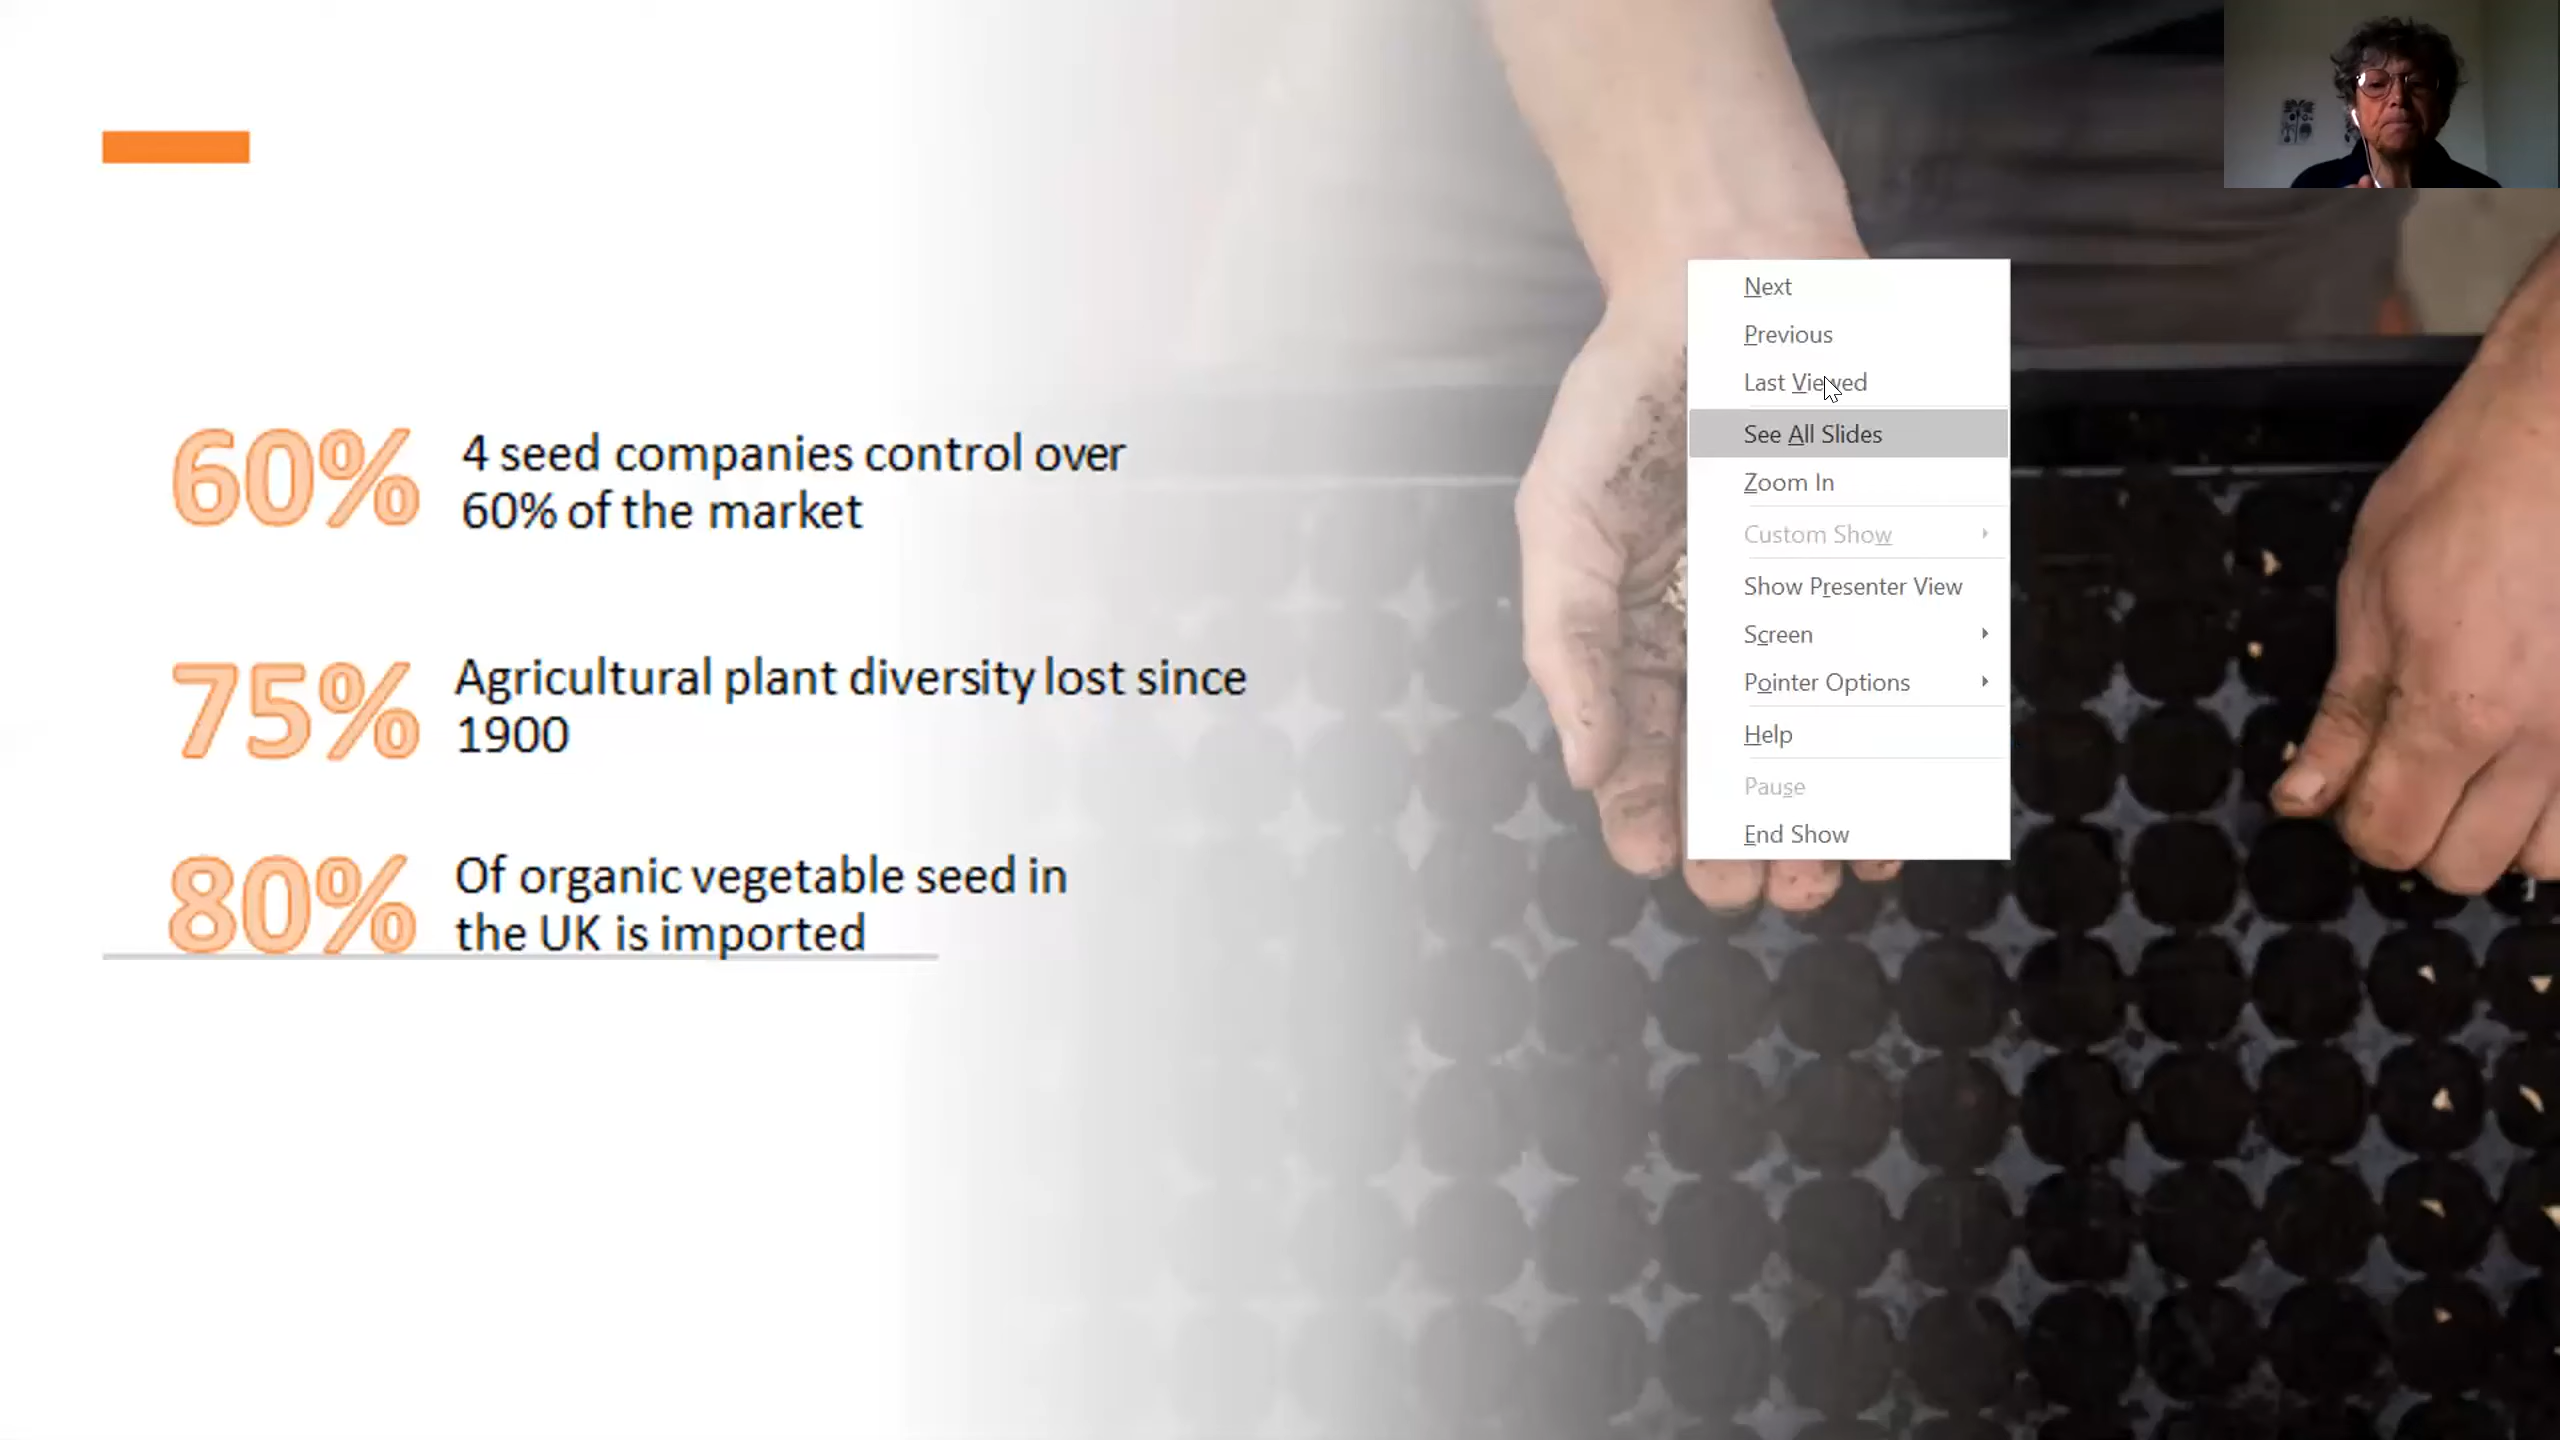 60%
4 seed companies control over
60% of the market
75%
Agricultural plant diversity lost since
1900
80%
Of organic vegetable seed in
the UK is imported
Next
Previous
Last Viewed
See All Slides
Zoom In
Custom Show
Show Presenter View
Screen
Pointer Options
Help
Pause
End Show